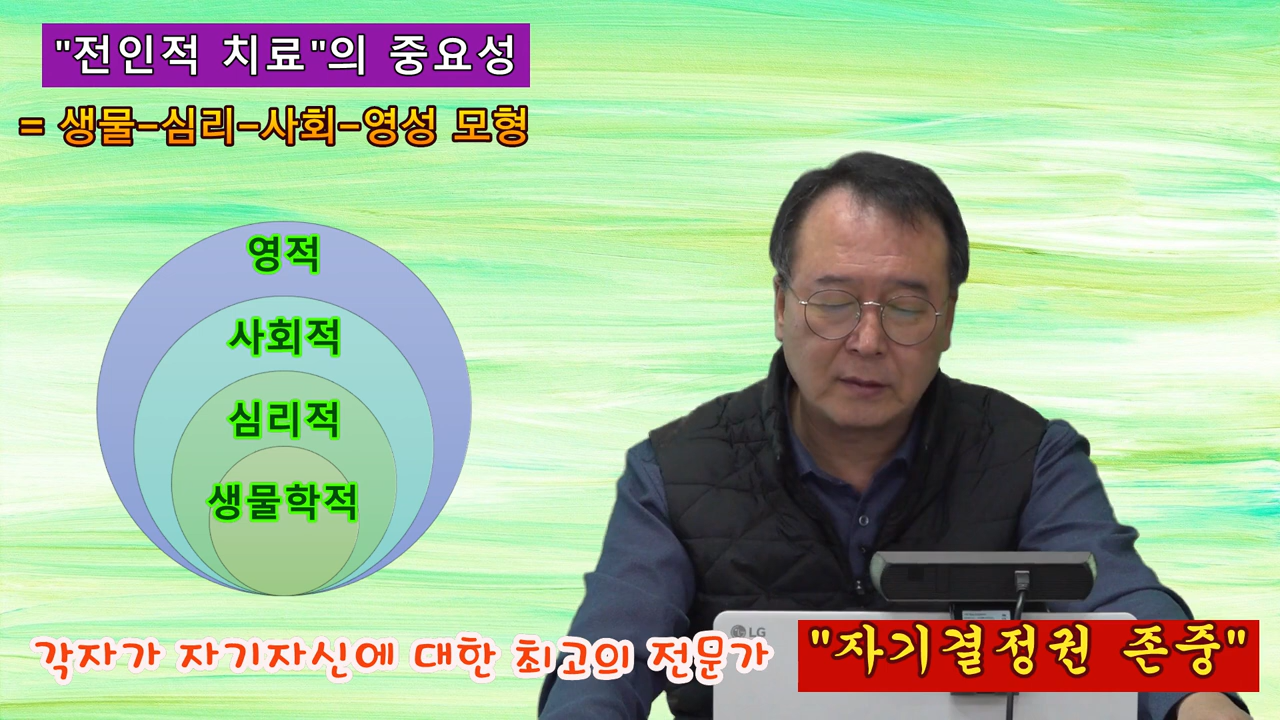 "전인적 치료"의 중요성
= 생물-심리-사회-영성 모형
영적
사회적
심리적
생물학적
LG
각자가 자기자신에 대한 최고의 전문가
"자기결정권 존중"